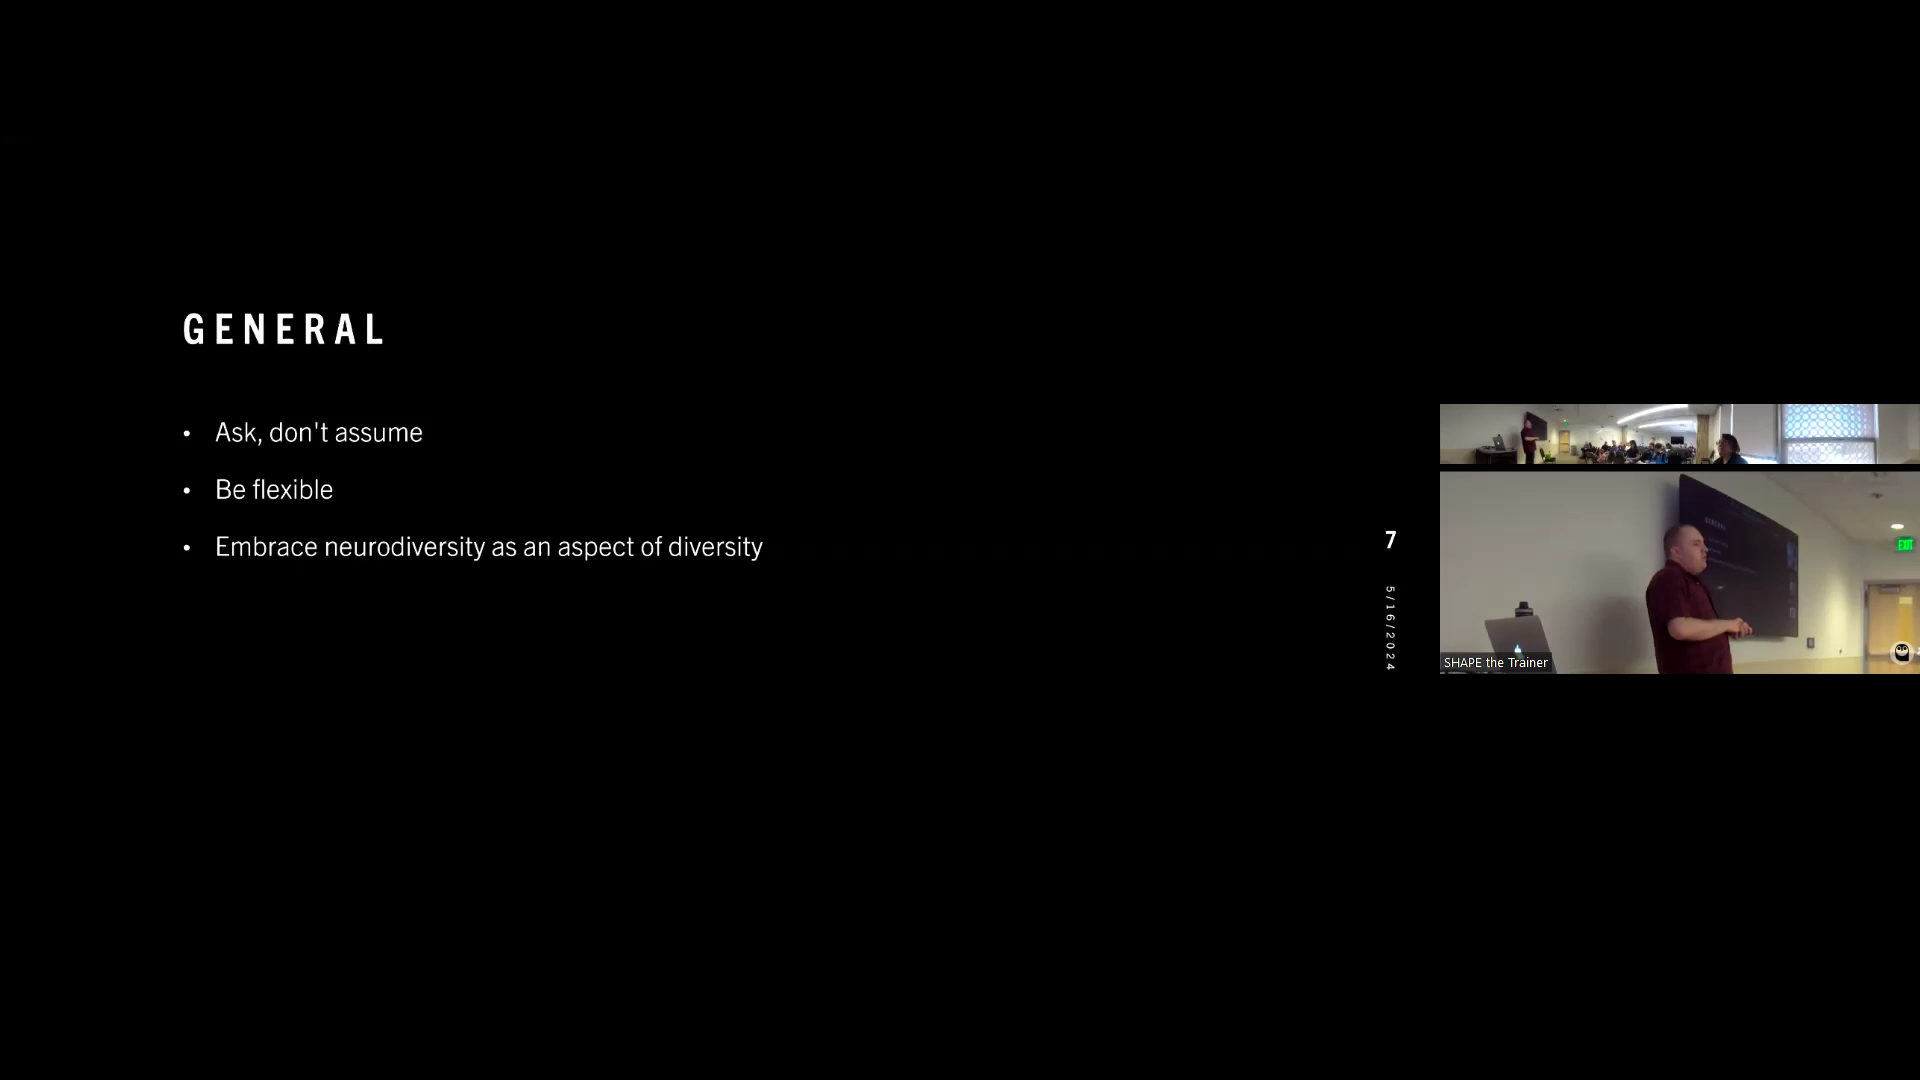 GENERAL
• Ask, don't assume
• Be flexible
• Embrace neurodiversity as an aspect of diversity
7
5/16/2024
EXIT
SHAPE the Trainer